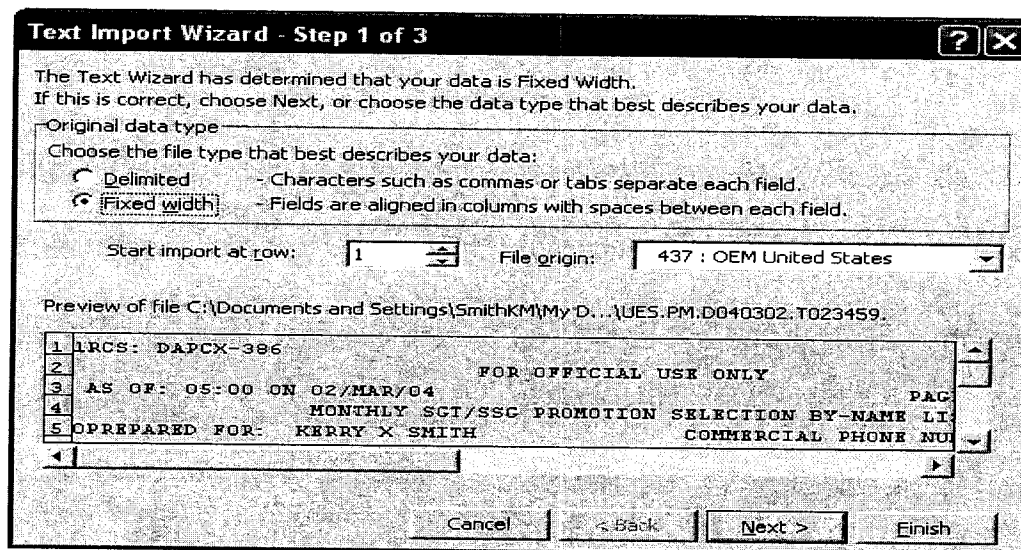 Text Import Wizard - Step 1 of 3
The Text Wizard has determined that your data is Fixed Width.
If this is correct, choose Next, or choose the data type that best describes your data.
Original data type
Choose the file type that best describes your data:
Delimited - Characters such as commas or tabs separate each field.
Fixed width - Fields are aligned in columns with spaces between each field.
Start import at row: 1 File origin: 437 : OEM United States
Preview of file C:\Documents and Settings\SmithKM\My D...\UES.PM.D040302.T023459.
1 1RCS: DAPCX-386
2 FOR OFFICIAL USE ONLY
3 AS OF: 05:00 ON 02/MAR/04 PAG
4 MONTHLY SGT/SSG PROMOTION SELECTION BY-NAME LI
5 0PREPARED FOR: KERRY X SMITH COMMERCIAL PHONE NU
Cancel < Back Next > Finish